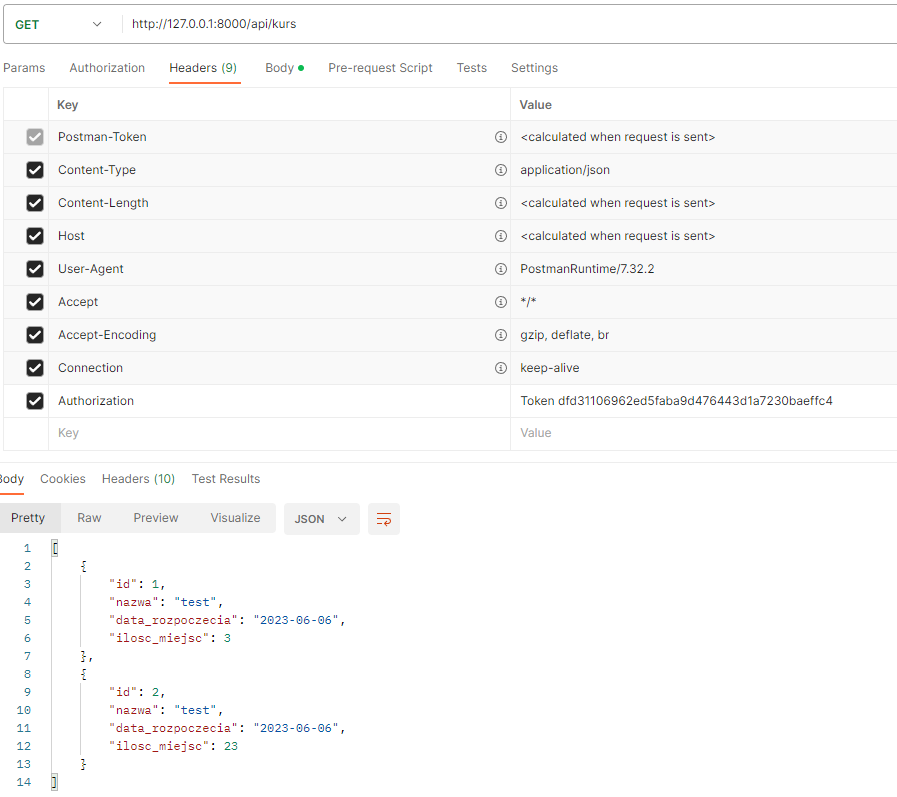 GET http://127.0.0.1:8000/api/kurs
Params Authorization Headers (9) Body Pre-request Script Tests Settings
Key Value
Postman-Token <calculated when request is sent>
Content-Type application/json
Content-Length <calculated when request is sent>
Host <calculated when request is sent>
User-Agent PostmanRuntime/7.32.2
Accept */*
Accept-Encoding gzip, deflate, br
Connection keep-alive
Authorization Token dfd31106962ed5faba9d476443d1a7230baeffc4
Key Value
Body Cookies Headers (10) Test Results
Pretty Raw Preview Visualize JSON
1 [
2 {
3 "id": 1,
4 "nazwa": "test",
5 "data_rozpoczecia": "2023-06-06",
6 "ilosc_miejsc": 3
7 },
8 {
9 "id": 2,
10 "nazwa": "test",
11 "data_rozpoczecia": "2023-06-06",
12 "ilosc_miejsc": 23
13 }
14 ]